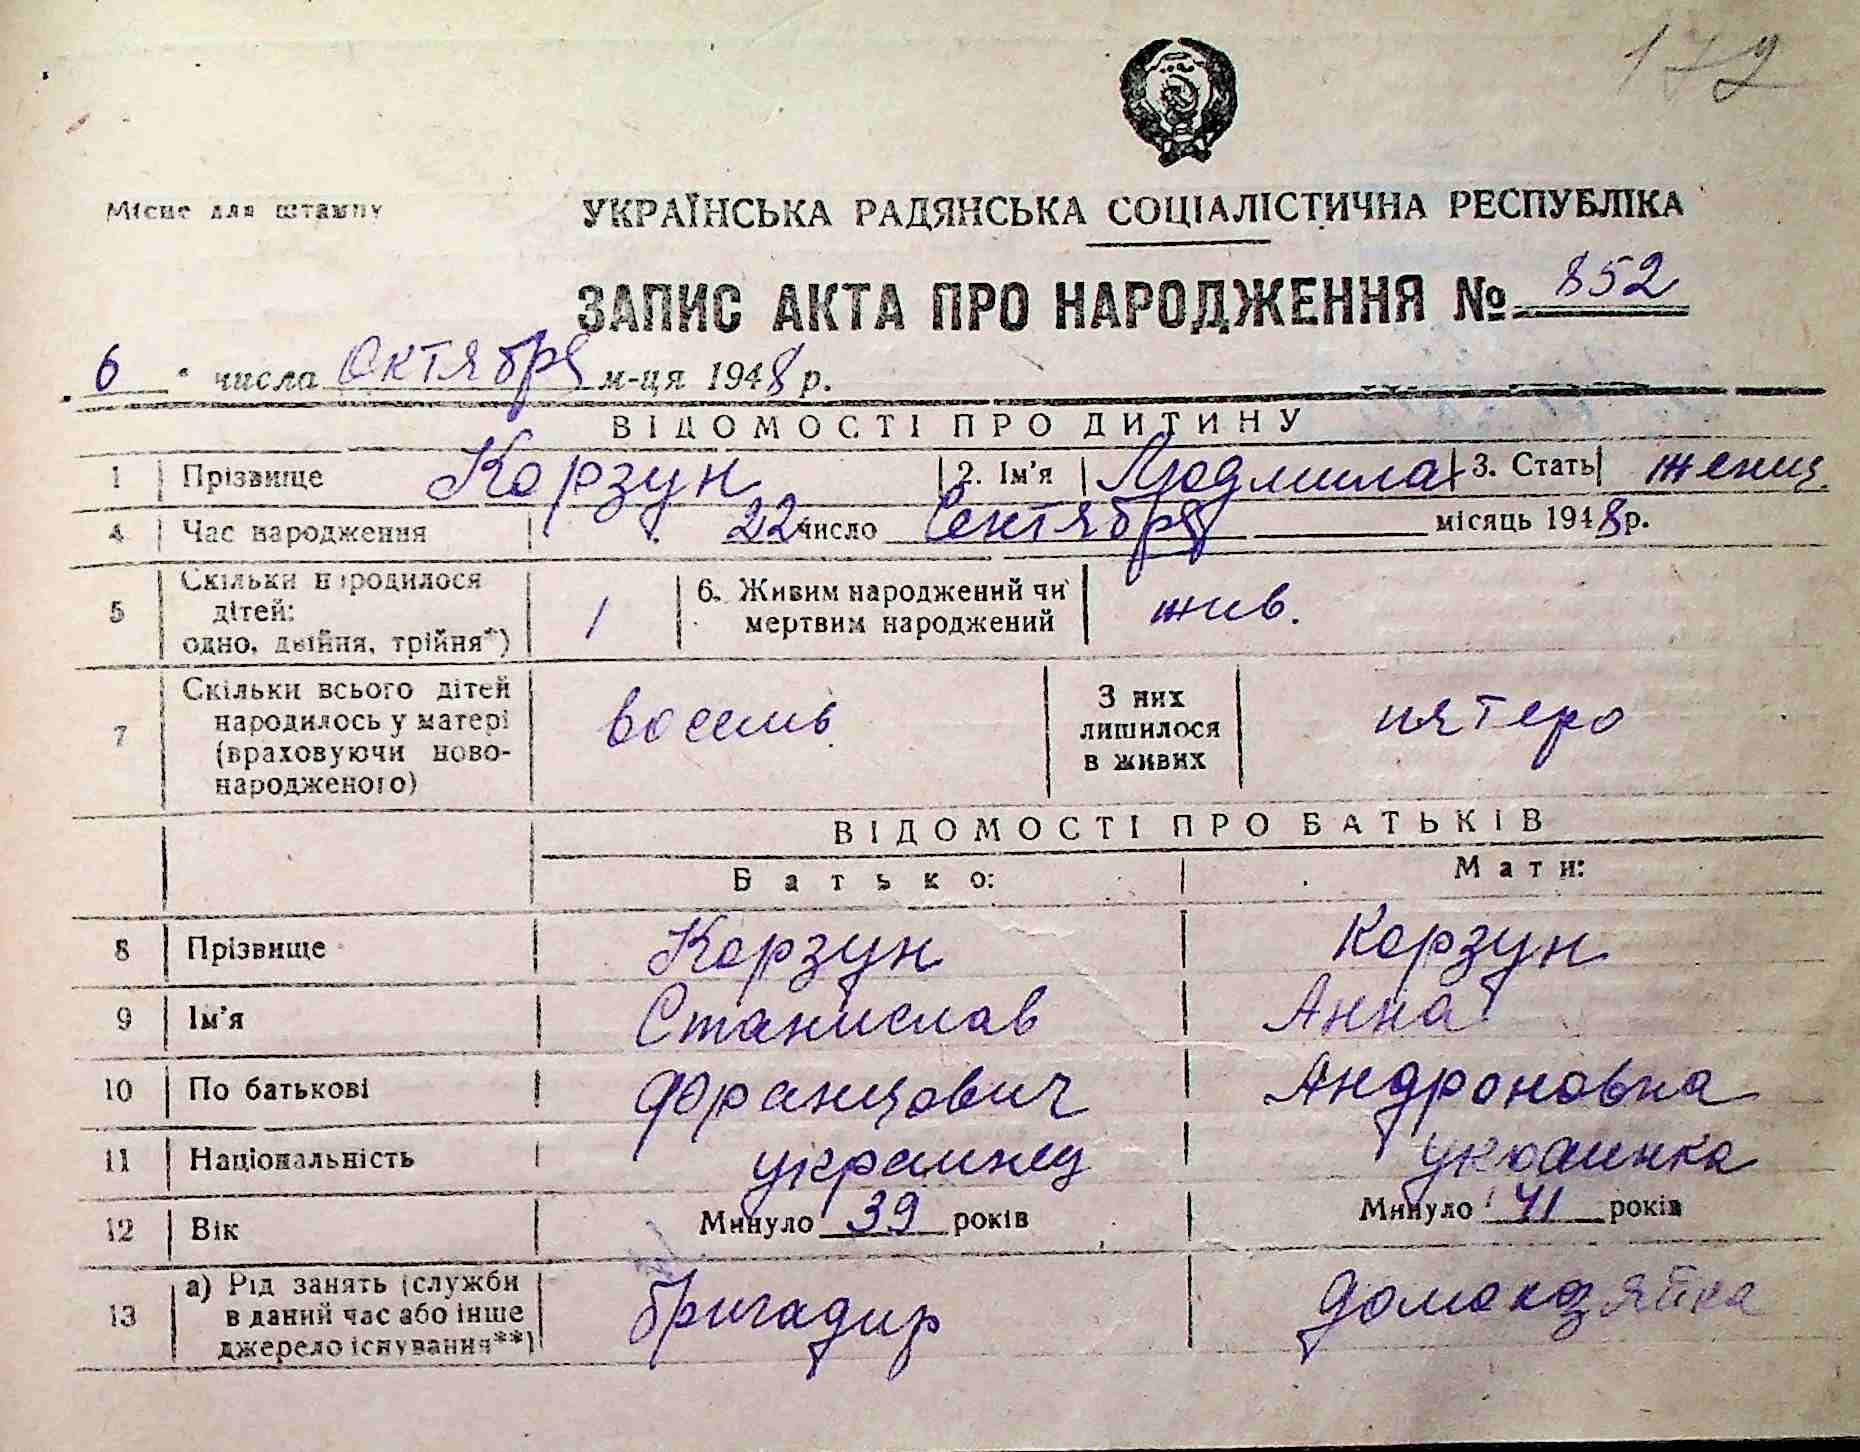 172
Місце для штампу
УКРАЇНСЬКА РАДЯНСЬКА СОЦІАЛІСТИЧНА РЕСПУБЛІКА
ЗАПИС АКТА ПРО НАРОДЖЕННЯ № 852
6 числа Октября м-ця 1948 р.
ВІДОМОСТІ ПРО ДИТИНУ
1 Прізвище Корзун 2. Ім'я Людмила 3. Стать женщ.
4 Час народження 22 число Сентября місяць 1948 р.
5 Скільки народилося
дітей:
одно, двійня, трійня*) 1 6. Живим народжений чи
мертвим народжений жив.
7 Скільки всього дітей
народилось у матері
(враховуючи ново-
народженого) восемь З них
лишилося
в живих пятеро
ВІДОМОСТІ ПРО БАТЬКІВ
Батько: Мати:
8 Прізвище Корзун Корзун
9 Ім'я Станислав Анна
10 По батькові Францович Андроновна
11 Національність украинец украинка
12 Вік Минуло 39 років Минуло 41 років
13 а) Рід занять (служби
в даний час або інше
джерело існування**) бригадир домохозяйка